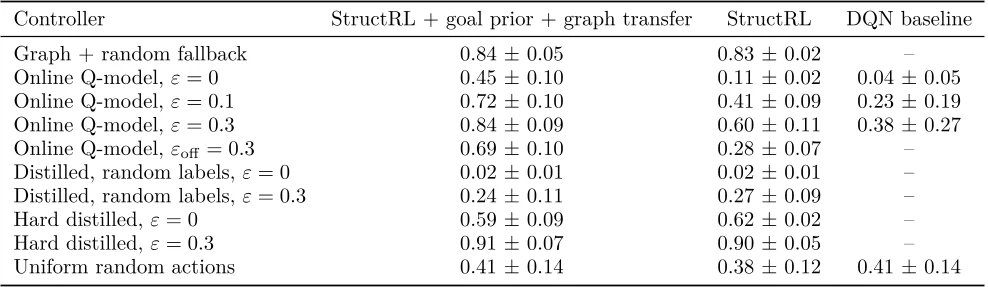 Controller StructRL + goal prior + graph transfer StructRL DQN baseline
Graph + random fallback 0.84 ± 0.05 0.83 ± 0.02 –
Online Q-model, ε = 0 0.45 ± 0.10 0.11 ± 0.02 0.04 ± 0.05
Online Q-model, ε = 0.1 0.72 ± 0.10 0.41 ± 0.09 0.23 ± 0.19
Online Q-model, ε = 0.3 0.84 ± 0.09 0.60 ± 0.11 0.38 ± 0.27
Online Q-model, ε_off = 0.3 0.69 ± 0.10 0.28 ± 0.07 –
Distilled, random labels, ε = 0 0.02 ± 0.01 0.02 ± 0.01 –
Distilled, random labels, ε = 0.3 0.24 ± 0.11 0.27 ± 0.09 –
Hard distilled, ε = 0 0.59 ± 0.09 0.62 ± 0.02 –
Hard distilled, ε = 0.3 0.91 ± 0.07 0.90 ± 0.05 –
Uniform random actions 0.41 ± 0.14 0.38 ± 0.12 0.41 ± 0.14